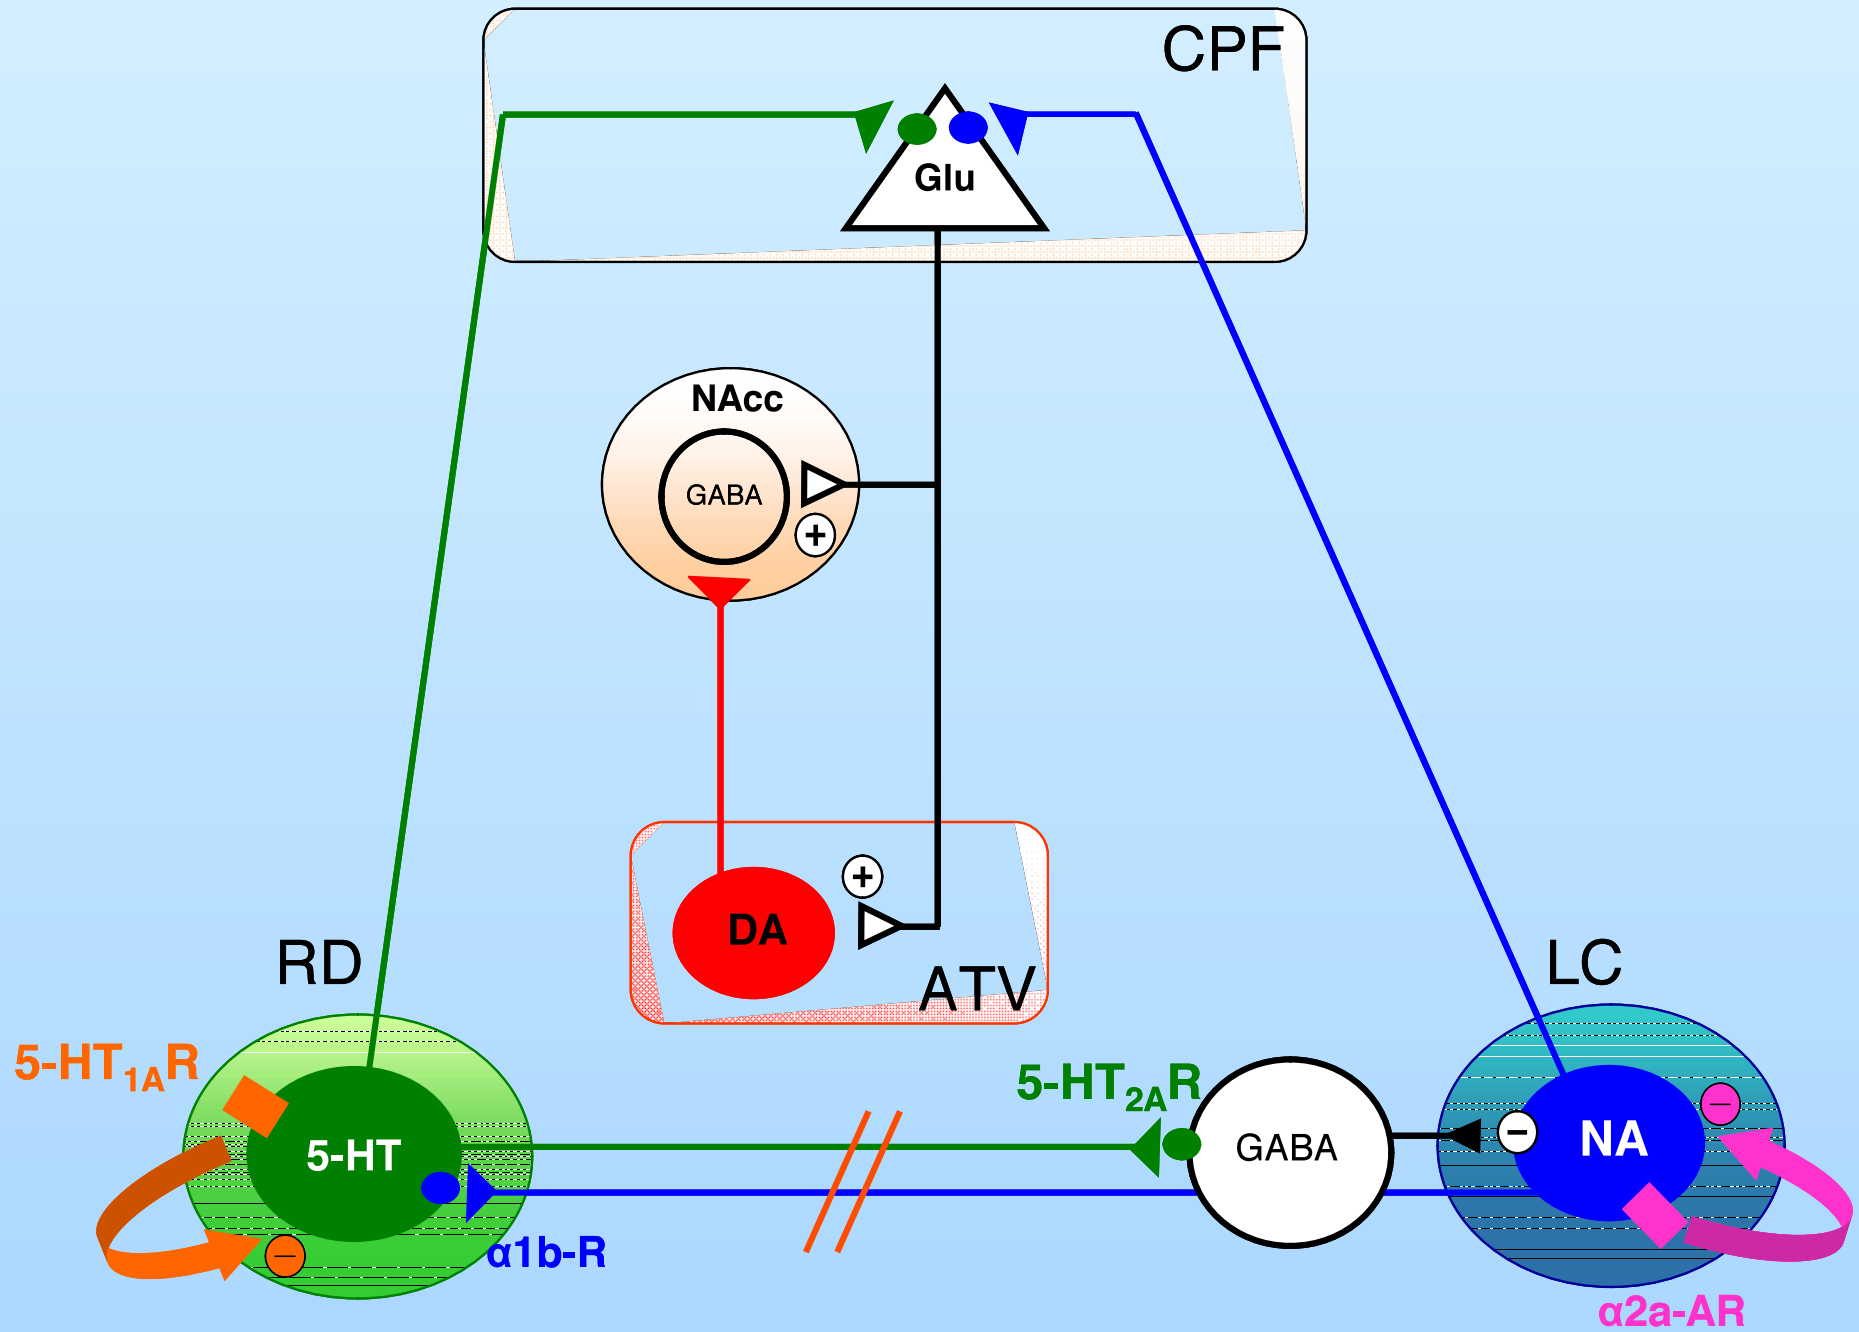 CPF
Glu
NAcc
GABA
+
+
DA
ATV
RD
LC
5-HT1AR
5-HT2AR
5-HT
GABA
−
NA
−
−
α1b-R
α2a-AR